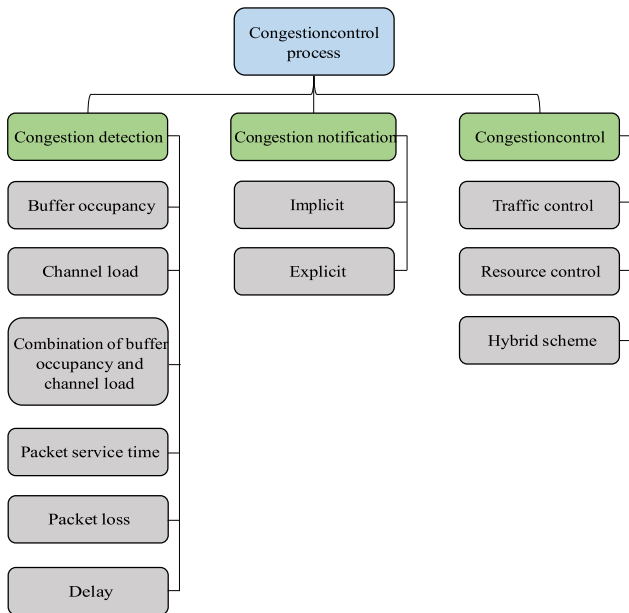 Congestioncontrol
process
Congestion detection
Buffer occupancy
Channel load
Combination of buffer
occupancy and
channel load
Packet service time
Packet loss
Delay
Congestion notification
Implicit
Explicit
Congestioncontrol
Traffic control
Resource control
Hybrid scheme